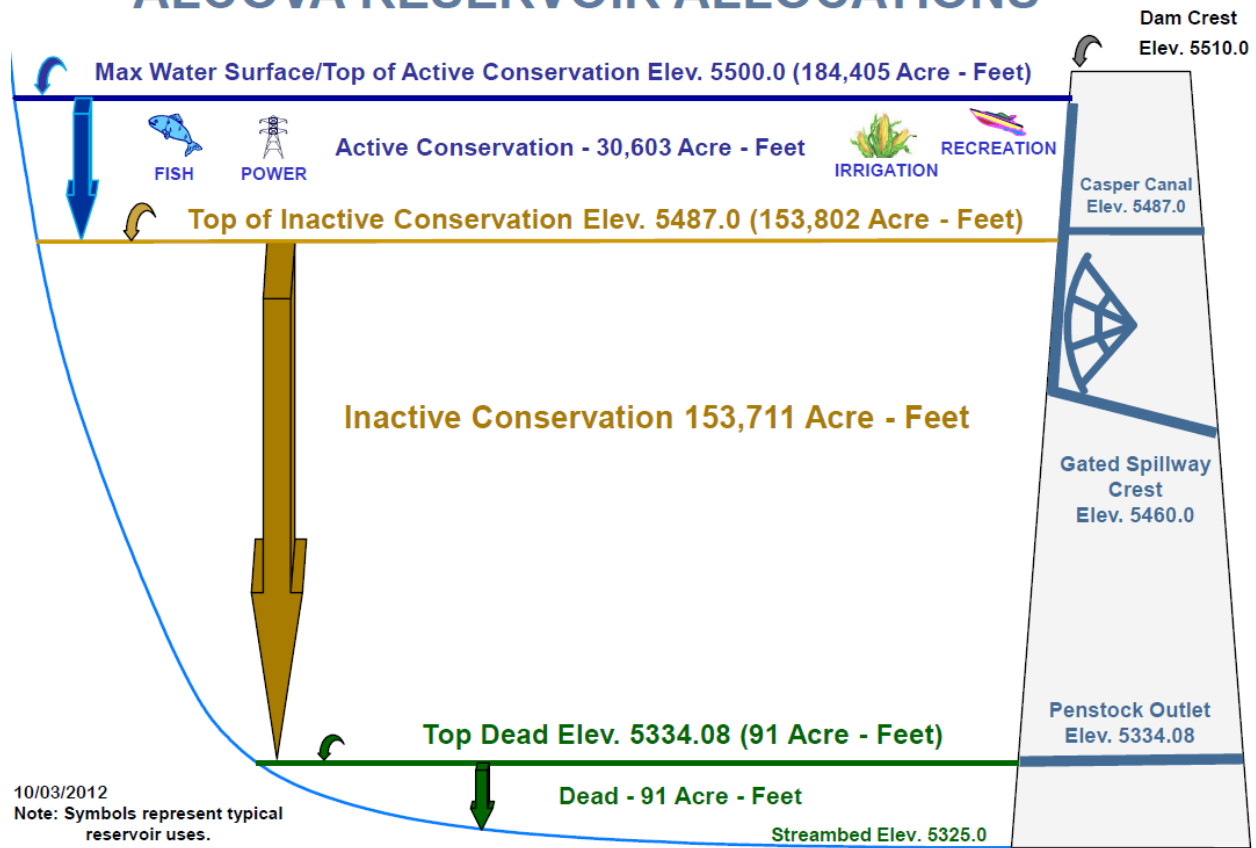 ALCOVA RESERVOIR ALLOCATIONS
Dam Crest
Elev. 5510.0
Max Water Surface/Top of Active Conservation Elev. 5500.0 (184,405 Acre - Feet)
FISH
POWER
Active Conservation - 30,603 Acre - Feet
IRRIGATION
RECREATION
Casper Canal
Elev. 5487.0
Top of Inactive Conservation Elev. 5487.0 (153,802 Acre - Feet)
Inactive Conservation 153,711 Acre - Feet
Gated Spillway
Crest
Elev. 5460.0
Penstock Outlet
Elev. 5334.08
Top Dead Elev. 5334.08 (91 Acre - Feet)
Dead - 91 Acre - Feet
Streambed Elev. 5325.0
10/03/2012
Note: Symbols represent typical
reservoir uses.